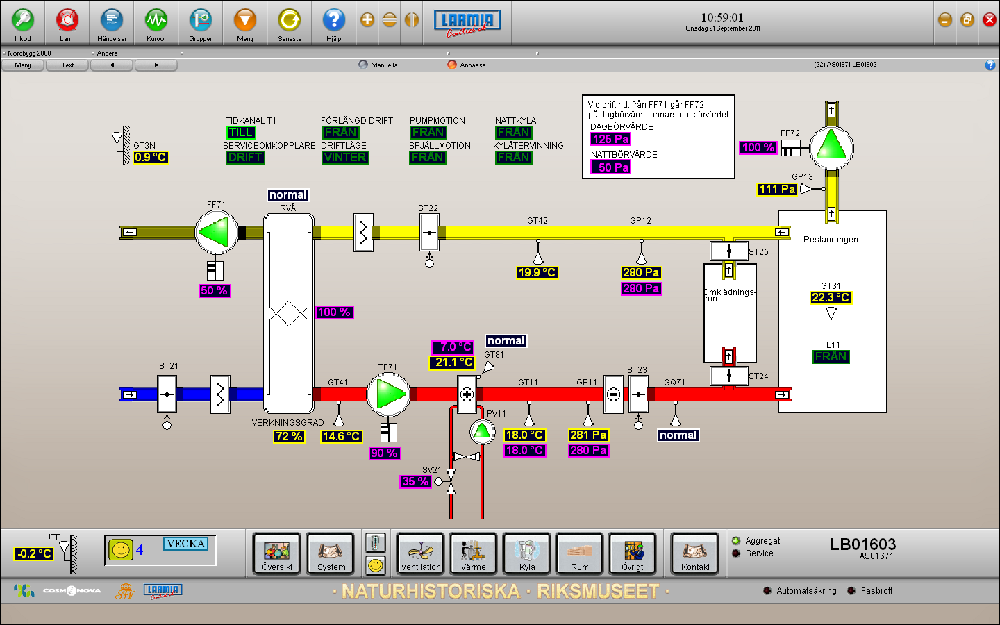 Inkod Larm Händelser Kurvor Grupper Meny Senaste Hjälp
LARMIA
Control ab
10:59:01
Onsdag 21 September 2011
Nordbygg 2008 Anders
Meny Text Manuella Anpassa (32) AS01671-LB01603
Vid driftind. från FF71 går FF72
på dagbörvärde annars nattbörvärdet.
DAGBÖRVÄRDE
125 Pa
NATTBÖRVÄRDE
50 Pa
TIDKANAL T1 FÖRLÄNGD DRIFT PUMPMOTION NATTKYLA
TILL FRÅN FRÅN FRÅN
SERVICEOMKOPPLARE DRIFTLÄGE SPJÄLLMOTION KYLÅTERVINNING
DRIFT VINTER FRÅN FRÅN
GT3N
0.9 °C
FF72
100 %
GP13
111 Pa
normal
RVÅ
FF71
50 %
ST22
GT42
19.9 °C
GP12
280 Pa
280 Pa
ST25
Restaurangen
Omklädnings-
rum
GT31
22.3 °C
100 %
TL11
FRÅN
7.0 °C
21.1 °C
normal
GT81
ST21
GT41
14.6 °C
TF71
90 %
GT11
18.0 °C
18.0 °C
GP11
281 Pa
280 Pa
ST23
GQ71
normal
ST24
VERKNINGSGRAD
72 %
PV11
SV21
35 %
JTE
-0.2 °C
4
VECKA
Översikt System Ventilation Värme Kyla Rum Övrigt Kontakt
Aggregat
Service
LB01603
AS01671
COSMONOVA
LARMIA
Control ab
· NATURHISTORISKA · RIKSMUSEET ·
Automatsäkring Fasbrott